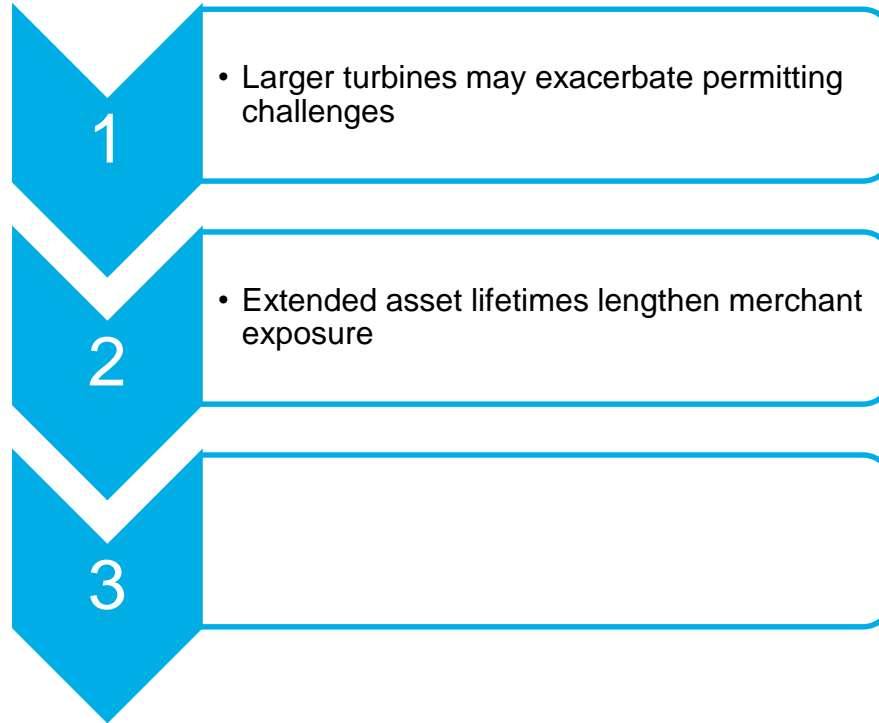 1
• Larger turbines may exacerbate permitting
challenges
2
• Extended asset lifetimes lengthen merchant
exposure
3